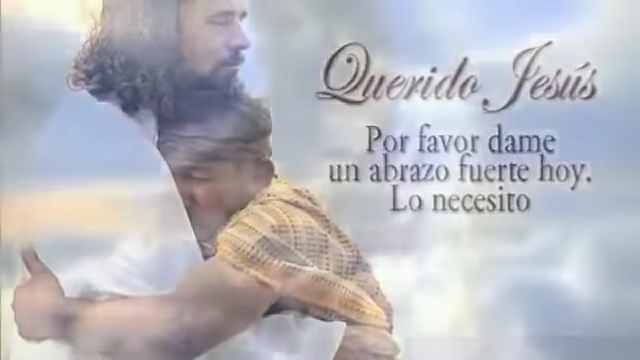 Querido Jesús
Por favor dame
un abrazo fuerte hoy.
Lo necesito